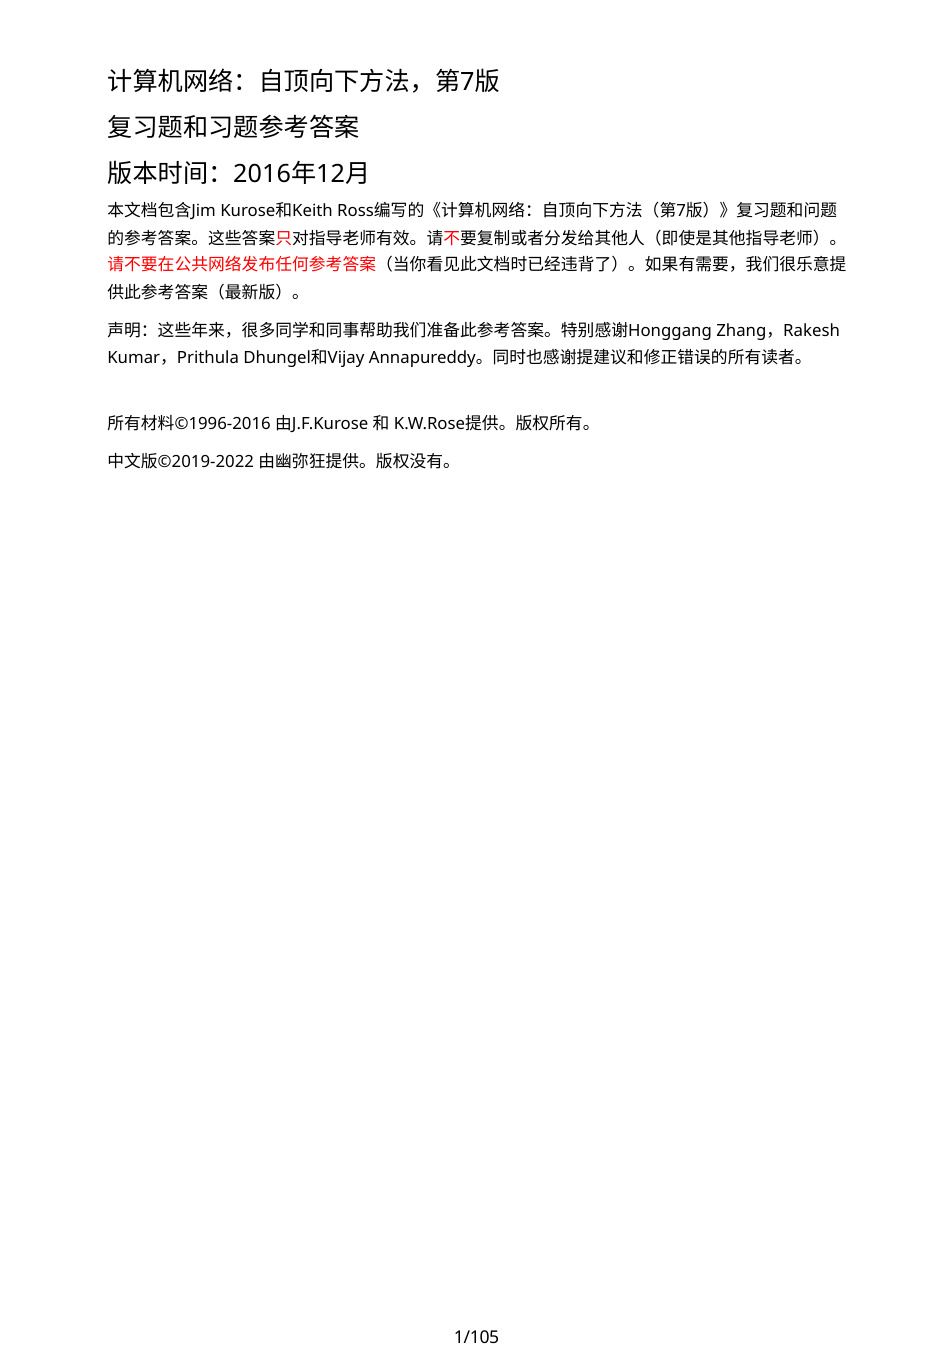 计算机网络：自顶向下方法，第7版
复习题和习题参考答案
版本时间：2016年12月
本文档包含Jim Kurose和Keith Ross编写的《计算机网络：自顶向下方法（第7版）》复习题和问题
的参考答案。这些答案只对指导老师有效。请不要复制或者分发给其他人（即使是其他指导老师）。
请不要在公共网络发布任何参考答案（当你看见此文档时已经违背了）。如果有需要，我们很乐意提
供此参考答案（最新版）。
声明：这些年来，很多同学和同事帮助我们准备此参考答案。特别感谢Honggang Zhang，Rakesh
Kumar，Prithula Dhungel和Vijay Annapureddy。同时也感谢提建议和修正错误的所有读者。
所有材料©1996-2016 由J.F.Kurose 和 K.W.Rose提供。版权所有。
中文版©2019-2022 由幽弥狂提供。版权没有。
1/105